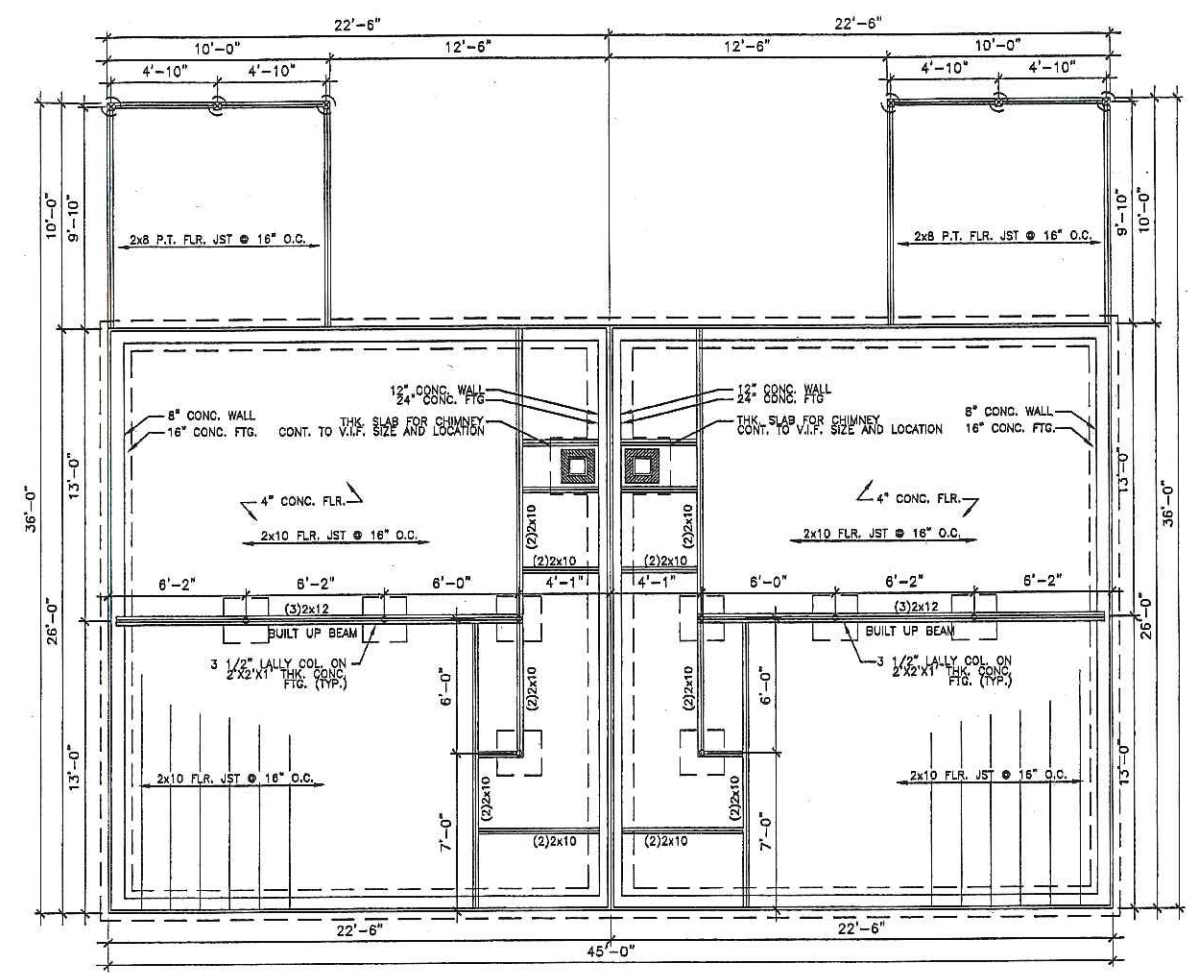 22'-6" 22'-6"
10'-0" 12'-6" 12'-6" 10'-0"
4'-10" 4'-10" 4'-10" 4'-10"
10'-0" 9'-10" 9'-10" 10'-0"
2x8 P.T. FLR. JST @ 16" O.C. 2x8 P.T. FLR. JST @ 16" O.C.
12" CONC. WALL 12" CONC. WALL
24" CONC. FTG 24" CONC. FTG
8" CONC. WALL THK. SLAB FOR CHIMNEY THK. SLAB FOR CHIMNEY 8" CONC. WALL
16" CONC. FTG. CONT. TO V.I.F. SIZE AND LOCATION CONT. TO V.I.F. SIZE AND LOCATION 16" CONC. FTG.
36'-0" 13'-0" 13'-0" 36'-0"
4" CONC. FLR. 4" CONC. FLR.
(2)2x10 (2)2x10
2x10 FLR. JST @ 16" O.C. 2x10 FLR. JST @ 16" O.C.
(2)2x10 (2)2x10
6'-2" 6'-2" 6'-0" 4'-1" 4'-1" 6'-0" 6'-2" 6'-2"
26'-0" (3)2x12 (3)2x12 26'-0"
BUILT UP BEAM BUILT UP BEAM
3 1/2" LALLY COL. ON 3 1/2" LALLY COL. ON
2'X2'X1' THK. CONC. 2'X2'X1' THK. CONC.
FTG. (TYP.) FTG. (TYP.)
6'-0" (2)2x10 (2)2x10 6'-0"
13'-0" 13'-0"
2x10 FLR. JST @ 16" O.C. 2x10 FLR. JST @ 16" O.C.
(2)2x10 (2)2x10
7'-0" (2)2x10 (2)2x10 7'-0"
22'-6" 22'-6"
45'-0"